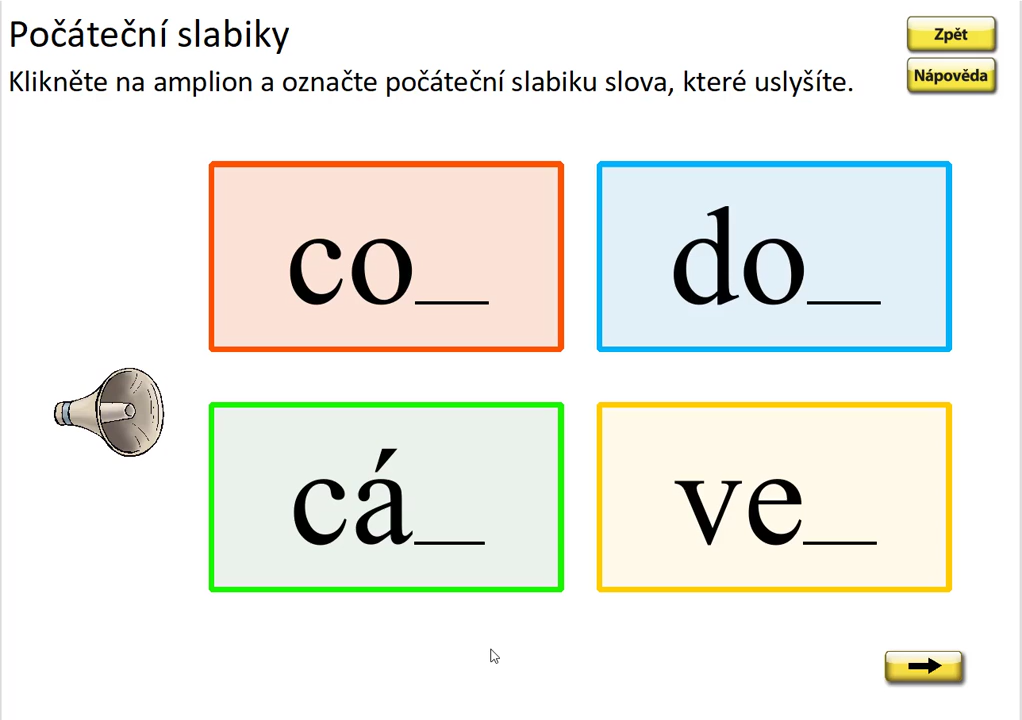 Počáteční slabiky
Zpět
Klikněte na amplion a označte počáteční slabiku slova, které uslyšíte.
Nápověda
co__
do__
cá__
ve__